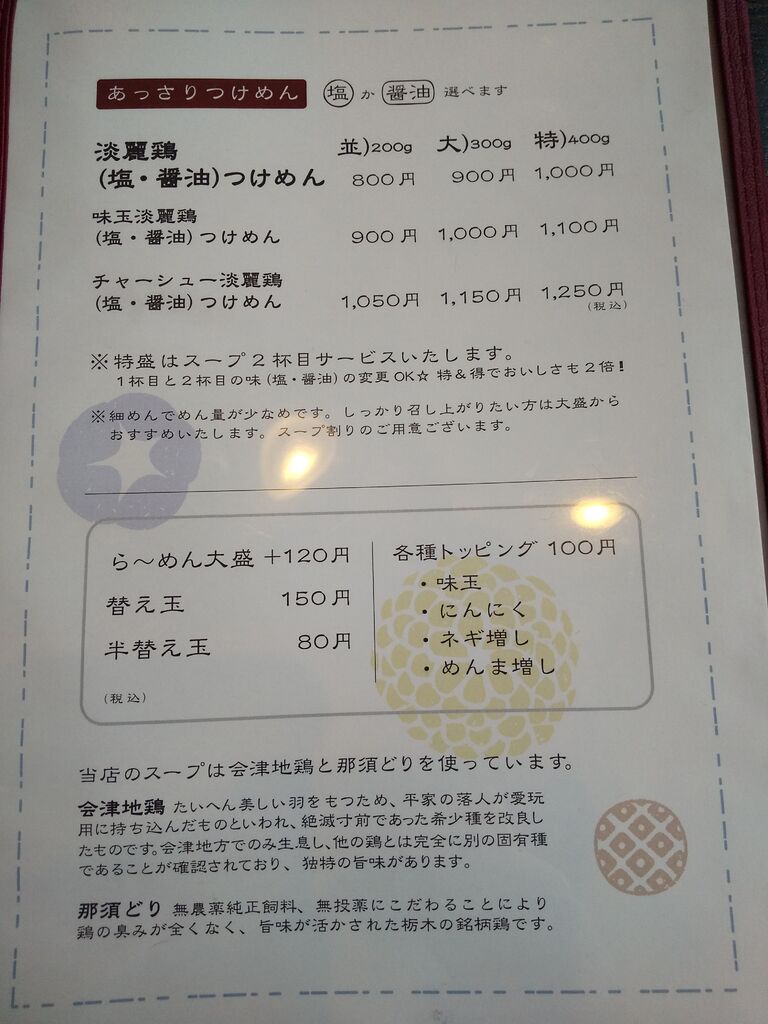 あっさりつけめん 塩 か 醤油 選べます
淡麗鶏 並)200g 大)300g 特)400g
(塩・醤油)つけめん 800円 900円 1,000円
味玉淡麗鶏
(塩・醤油)つけめん 900円 1,000円 1,100円
チャーシュー淡麗鶏
(塩・醤油)つけめん 1,050円 1,150円 1,250円
(税込)
※特盛はスープ2杯目サービスいたします。
1杯目と2杯目の味(塩・醤油)の変更OK☆ 特&得でおいしさも2倍!
※細めんでめん量が少なめです。しっかり召し上がりたい方は大盛から
おすすめいたします。スープ割りのご用意ございます。
ら〜めん大盛 +120円
替え玉 150円
半替え玉 80円
(税込)
各種トッピング 100円
・味玉
・にんにく
・ネギ増し
・めんま増し
当店のスープは会津地鶏と那須どりを使っています。
会津地鶏 たいへん美しい羽をもつため、平家の落人が愛玩
用に持ち込んだものといわれ、絶滅寸前であった希少種を改良し
たものです。会津地方でのみ生息し、他の鶏とは完全に別の固有種
であることが確認されており、独特の旨味があります。
那須どり 無農薬純正飼料、無投薬にこだわることにより
鶏の臭みが全くなく、旨味が活かされた栃木の銘柄鶏です。